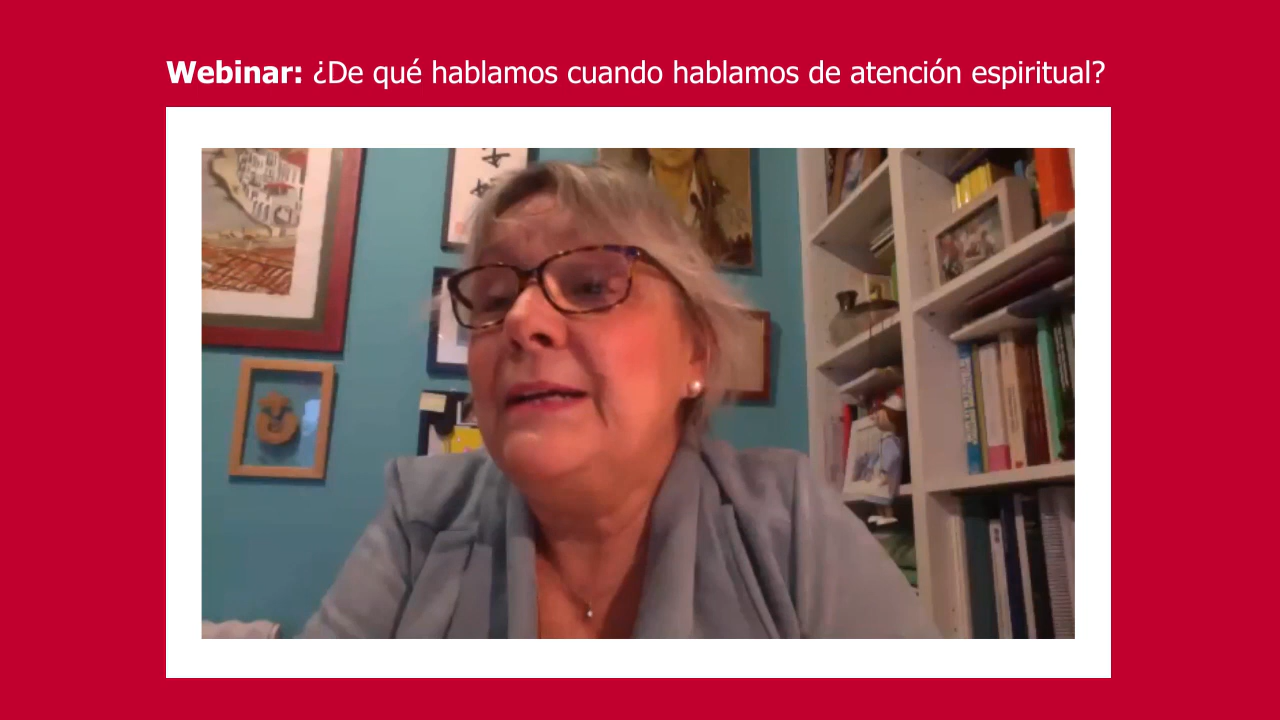 Webinar: ¿De qué hablamos cuando hablamos de atención espiritual?